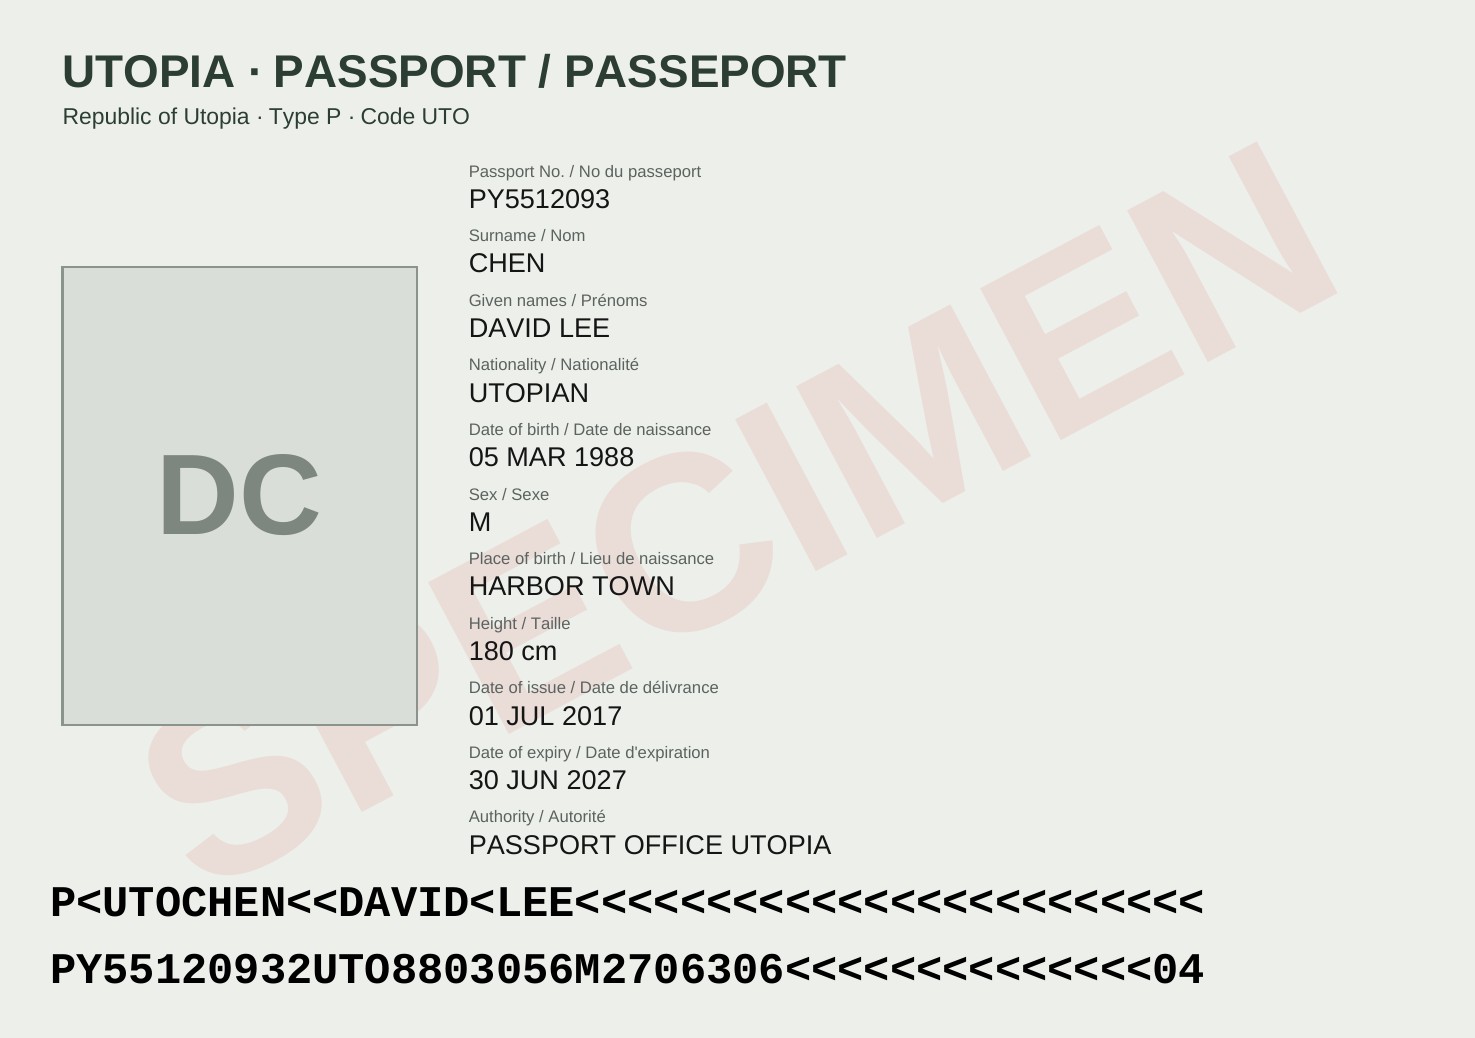 UTOPIA · PASSPORT / PASSEPORT
Republic of Utopia · Type P · Code UTO
Passport No. / No du passeport
PY5512093
Surname / Nom
CHEN
Given names / Prénoms
DAVID LEE
Nationality / Nationalité
UTOPIAN
Date of birth / Date de naissance
05 MAR 1988
Sex / Sexe
M
Place of birth / Lieu de naissance
HARBOR TOWN
Height / Taille
180 cm
Date of issue / Date de délivrance
01 JUL 2017
Date of expiry / Date d'expiration
30 JUN 2027
Authority / Autorité
PASSPORT OFFICE UTOPIA
DC
SPECIMEN
P<UTOCHEN<<DAVID<LEE<<<<<<<<<<<<<<<<<<<<<<<<
PY55120932UTO8803056M2706306<<<<<<<<<<<<<<04